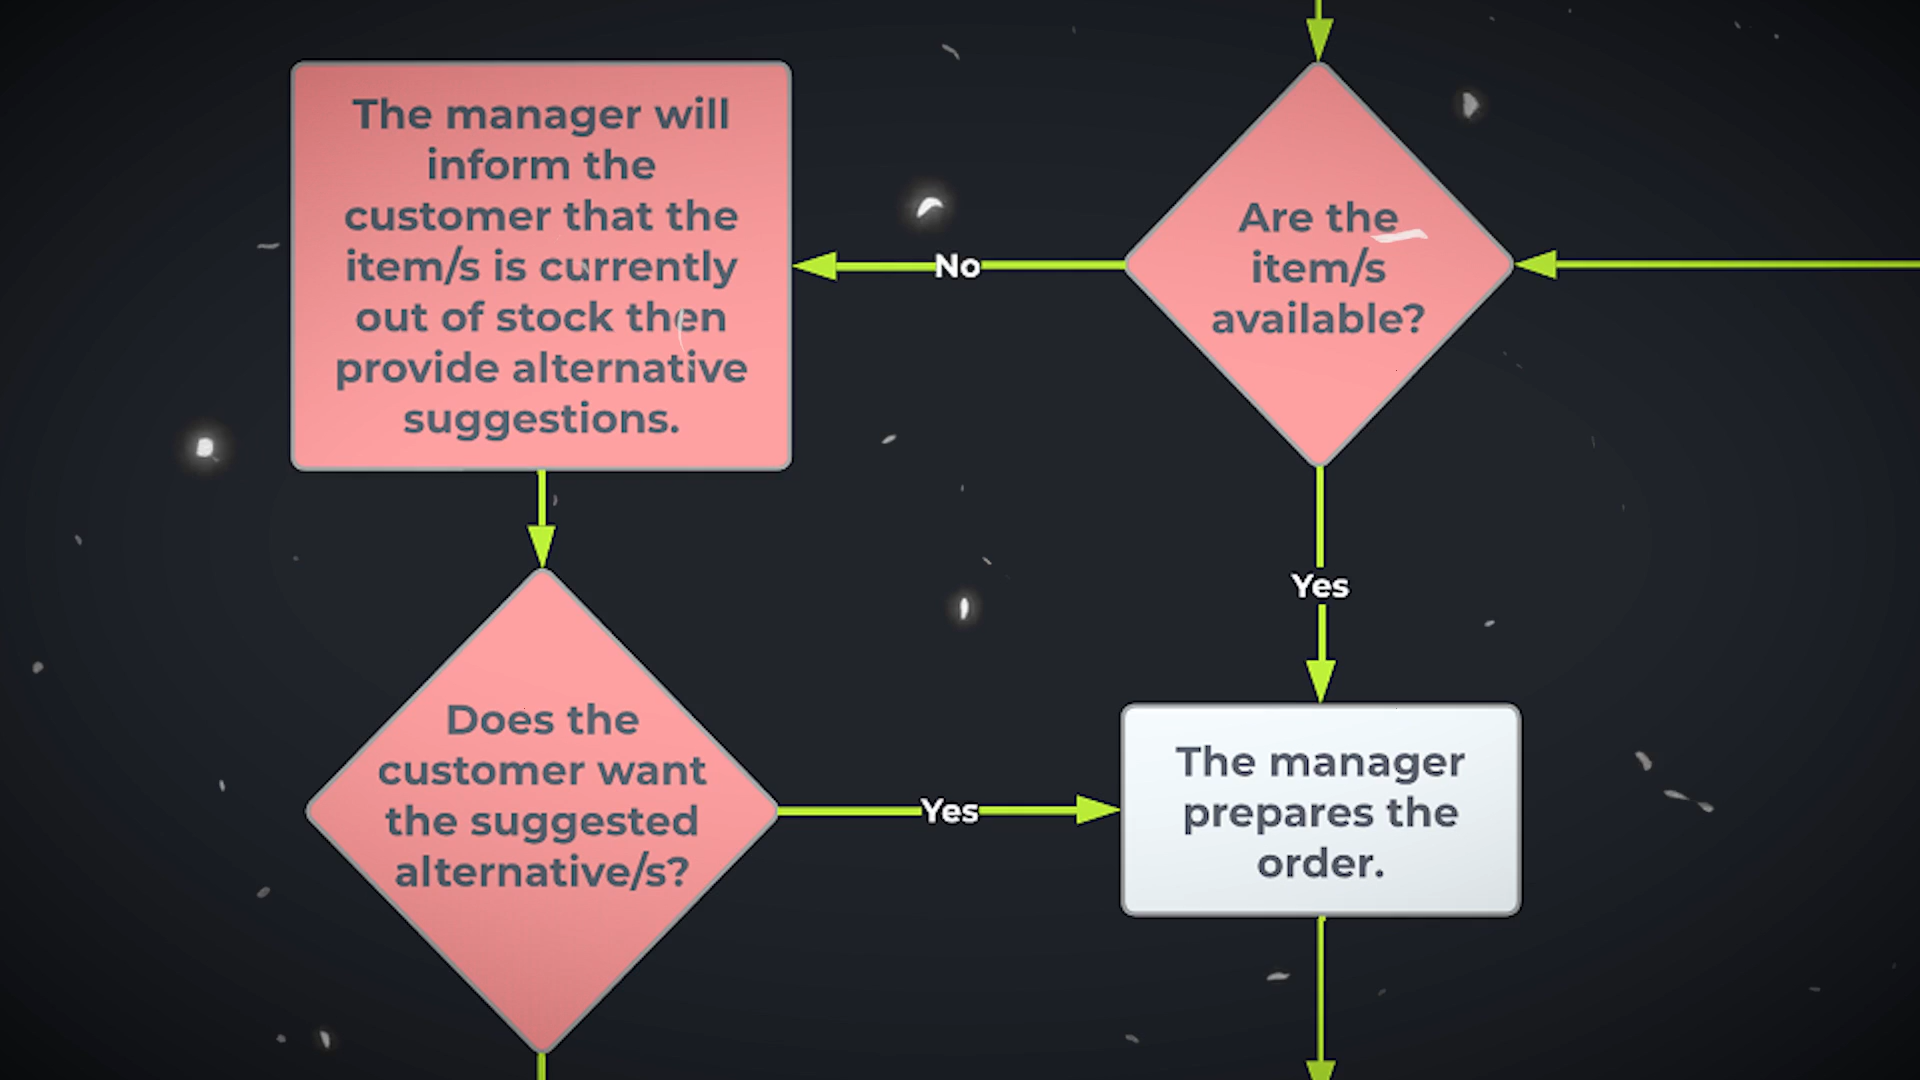 The manager will
inform the
customer that the
item/s is currently
out of stock then
provide alternative
suggestions.
No
Are the
item/s
available?
Yes
Does the
customer want
the suggested
alternative/s?
Yes
The manager
prepares the
order.